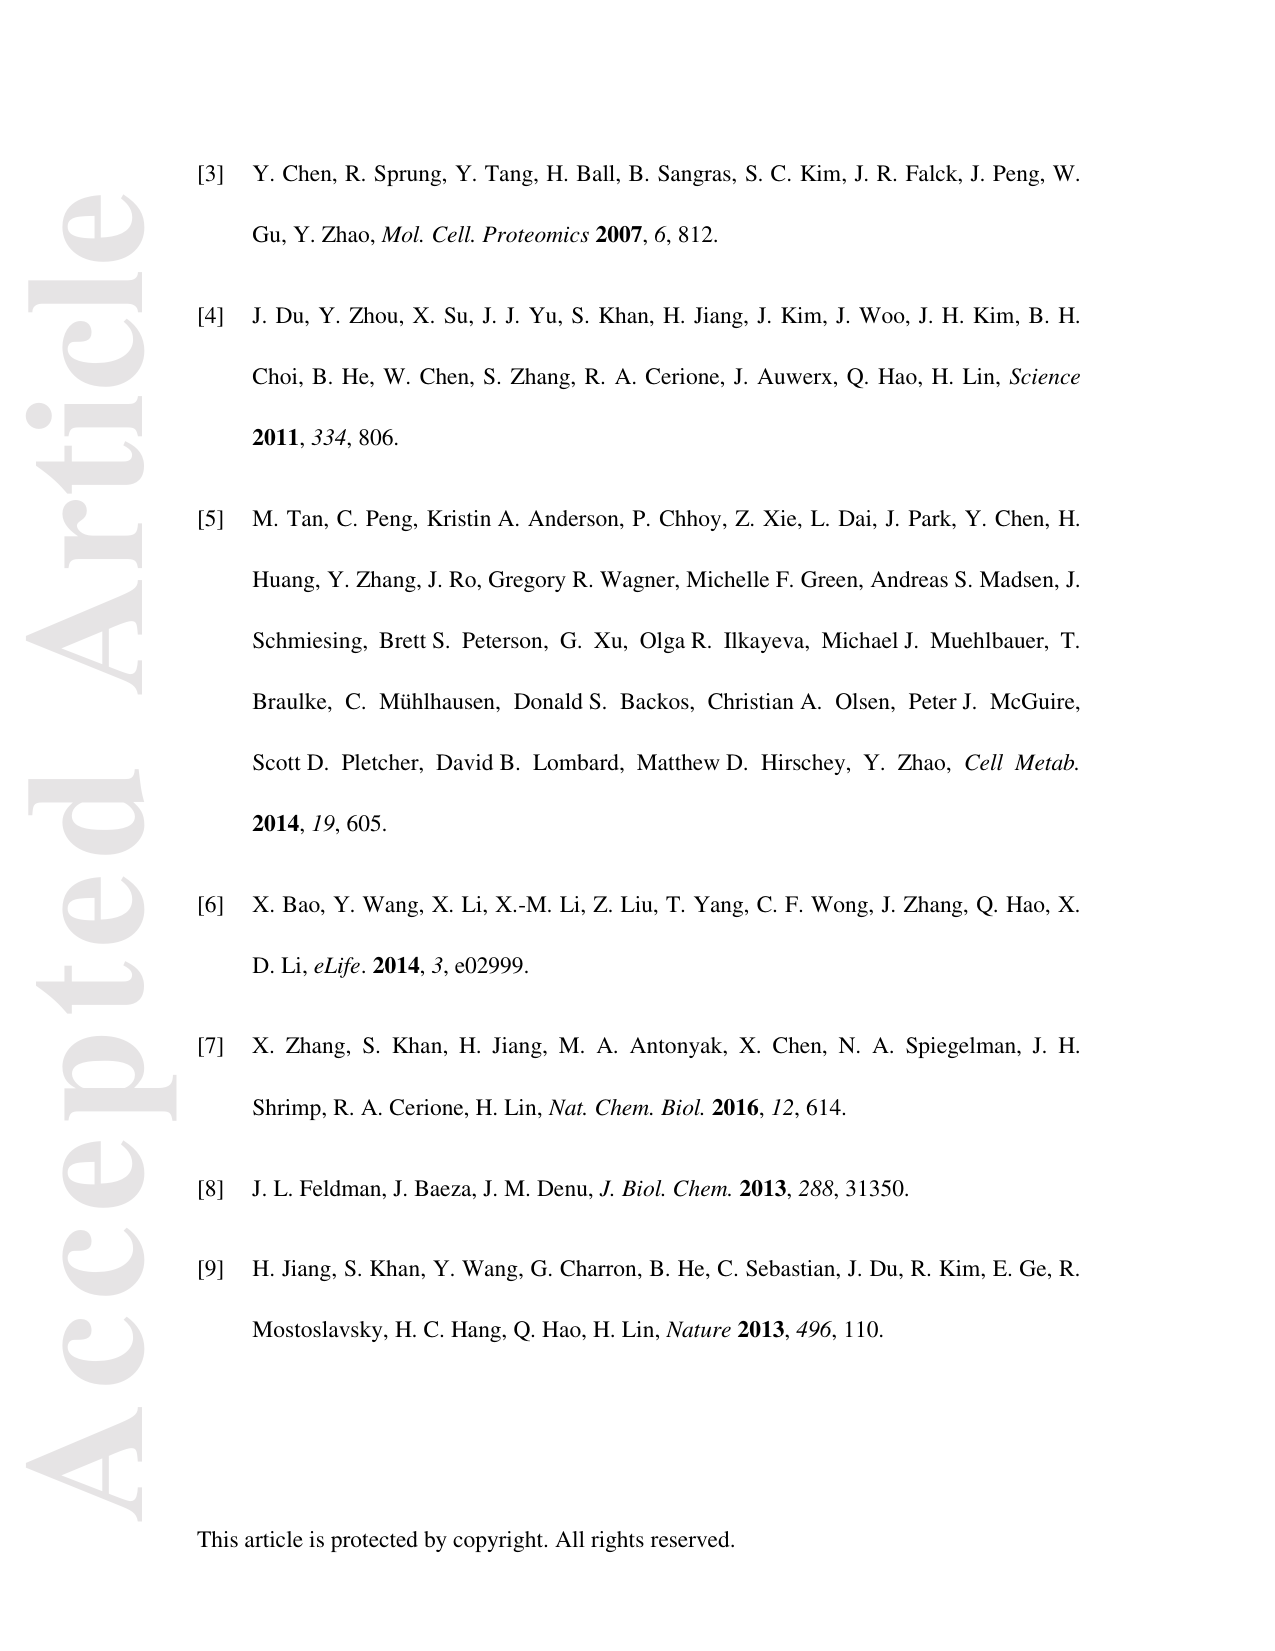 [3] Y. Chen, R. Sprung, Y. Tang, H. Ball, B. Sangras, S. C. Kim, J. R. Falck, J. Peng, W.
Gu, Y. Zhao, Mol. Cell. Proteomics 2007, 6, 812.
[4] J. Du, Y. Zhou, X. Su, J. J. Yu, S. Khan, H. Jiang, J. Kim, J. Woo, J. H. Kim, B. H.
Choi, B. He, W. Chen, S. Zhang, R. A. Cerione, J. Auwerx, Q. Hao, H. Lin, Science
2011, 334, 806.
[5] M. Tan, C. Peng, Kristin A. Anderson, P. Chhoy, Z. Xie, L. Dai, J. Park, Y. Chen, H.
Huang, Y. Zhang, J. Ro, Gregory R. Wagner, Michelle F. Green, Andreas S. Madsen, J.
Schmiesing, Brett S. Peterson, G. Xu, Olga R. Ilkayeva, Michael J. Muehlbauer, T.
Braulke, C. Mühlhausen, Donald S. Backos, Christian A. Olsen, Peter J. McGuire,
Scott D. Pletcher, David B. Lombard, Matthew D. Hirschey, Y. Zhao, Cell Metab.
2014, 19, 605.
[6] X. Bao, Y. Wang, X. Li, X.-M. Li, Z. Liu, T. Yang, C. F. Wong, J. Zhang, Q. Hao, X.
D. Li, eLife. 2014, 3, e02999.
[7] X. Zhang, S. Khan, H. Jiang, M. A. Antonyak, X. Chen, N. A. Spiegelman, J. H.
Shrimp, R. A. Cerione, H. Lin, Nat. Chem. Biol. 2016, 12, 614.
[8] J. L. Feldman, J. Baeza, J. M. Denu, J. Biol. Chem. 2013, 288, 31350.
[9] H. Jiang, S. Khan, Y. Wang, G. Charron, B. He, C. Sebastian, J. Du, R. Kim, E. Ge, R.
Mostoslavsky, H. C. Hang, Q. Hao, H. Lin, Nature 2013, 496, 110.
This article is protected by copyright. All rights reserved.
Accepted Article